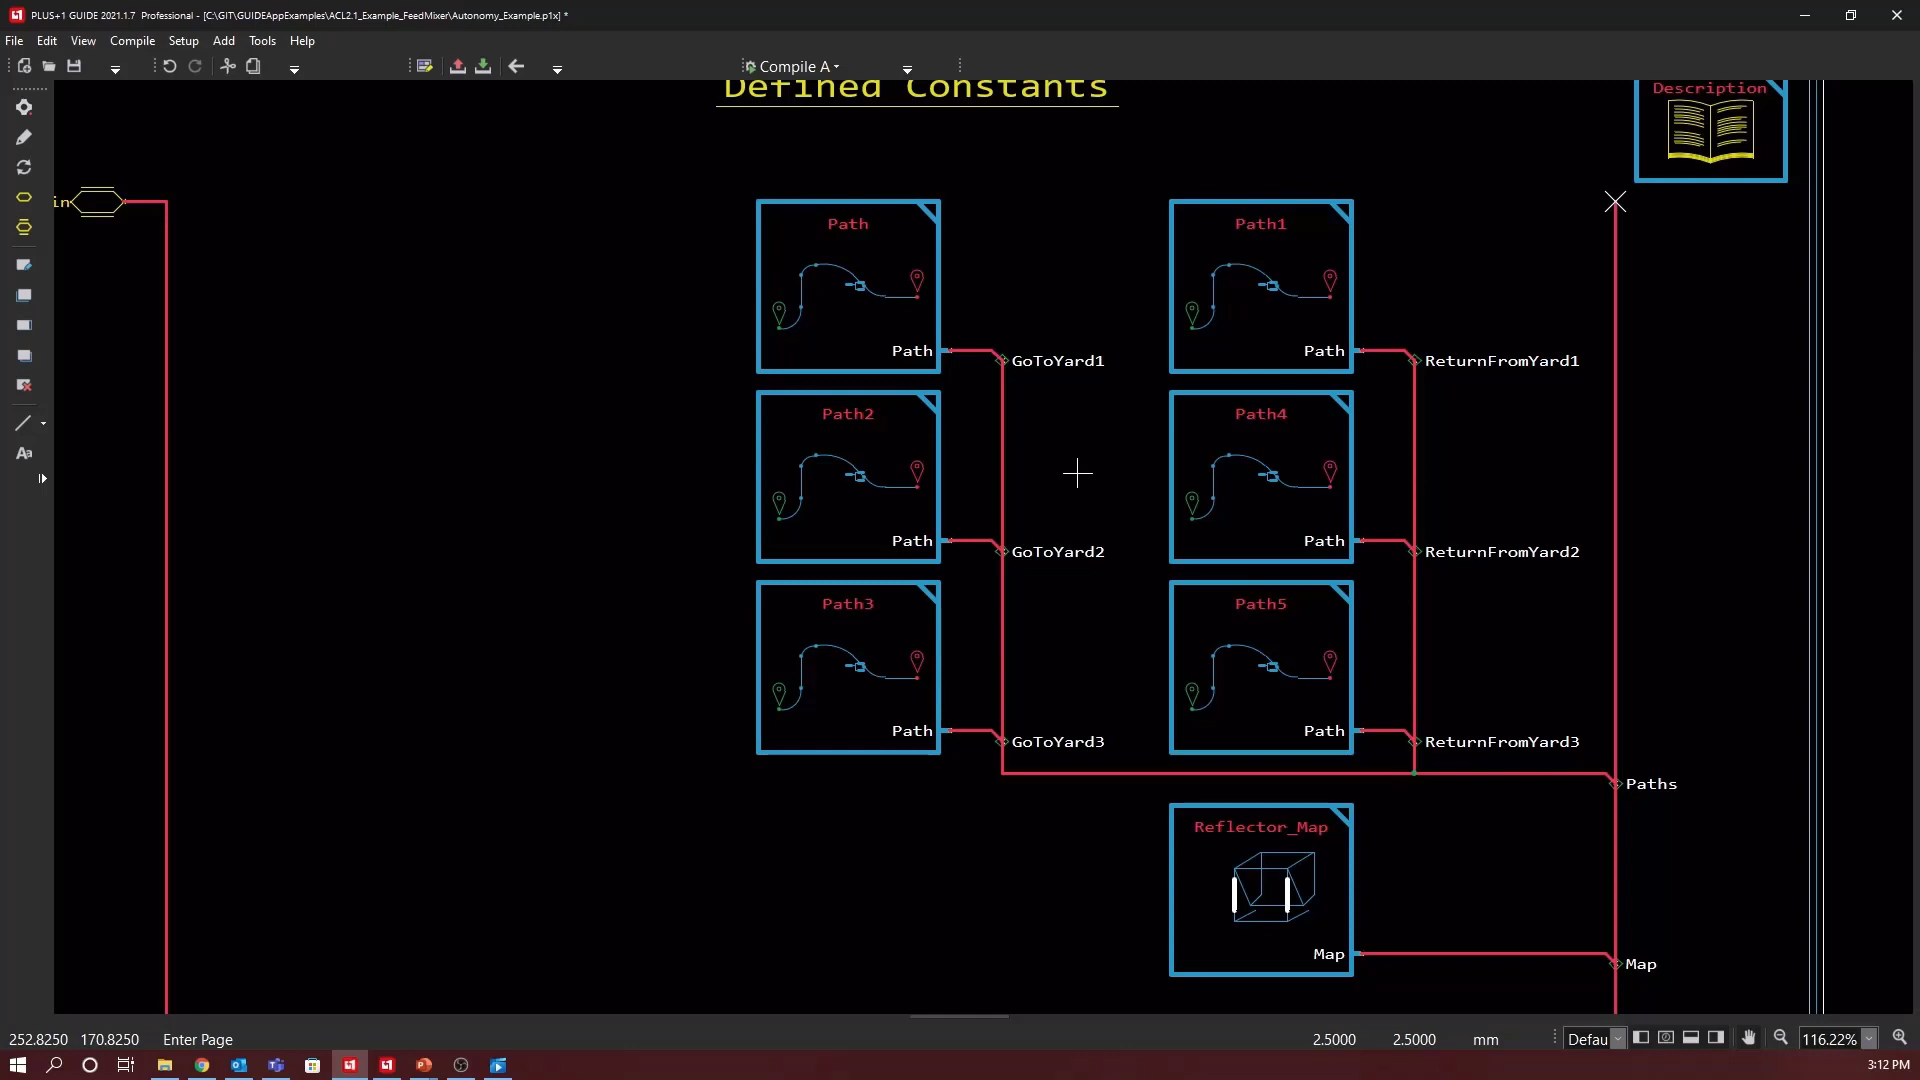 PLUS+1 GUIDE 2021.1.7 Professional - [C:\GIT\GUIDEAppExamples\ACL2.1_Example_FeedMixer\Autonomy_Example.p1x] *
File Edit View Compile Setup Add Tools Help
Compile A
Defined Constants
Description
in
Path
Path1
Path
GoToYard1
Path
ReturnFromYard1
Path2
Path4
Path
GoToYard2
Path
ReturnFromYard2
Path3
Path5
Path
GoToYard3
Path
ReturnFromYard3
Paths
Reflector_Map
Map
Map
Aa
252.8250 170.8250 Enter Page 2.5000 2.5000 mm Defau 116.22%
3:12 PM